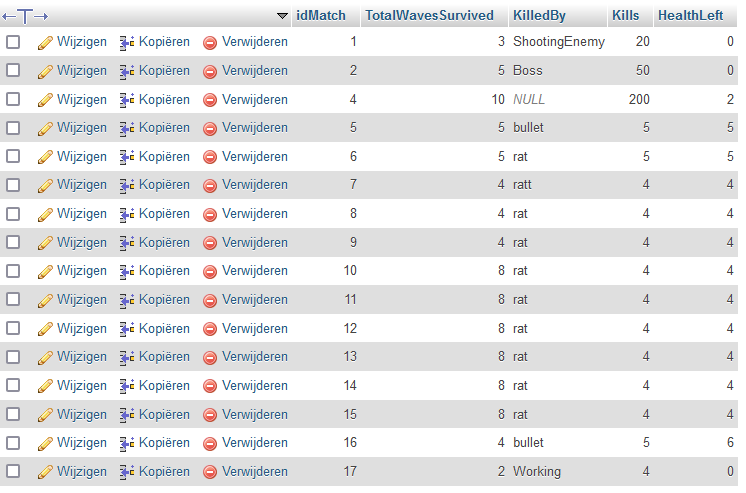 ←T→ idMatch TotalWavesSurvived KilledBy Kills HealthLeft
Wijzigen Kopiëren Verwijderen 1 3 ShootingEnemy 20 0
Wijzigen Kopiëren Verwijderen 2 5 Boss 50 0
Wijzigen Kopiëren Verwijderen 4 10 NULL 200 2
Wijzigen Kopiëren Verwijderen 5 5 bullet 5 5
Wijzigen Kopiëren Verwijderen 6 5 rat 5 5
Wijzigen Kopiëren Verwijderen 7 4 ratt 4 4
Wijzigen Kopiëren Verwijderen 8 4 rat 4 4
Wijzigen Kopiëren Verwijderen 9 4 rat 4 4
Wijzigen Kopiëren Verwijderen 10 8 rat 4 4
Wijzigen Kopiëren Verwijderen 11 8 rat 4 4
Wijzigen Kopiëren Verwijderen 12 8 rat 4 4
Wijzigen Kopiëren Verwijderen 13 8 rat 4 4
Wijzigen Kopiëren Verwijderen 14 8 rat 4 4
Wijzigen Kopiëren Verwijderen 15 8 rat 4 4
Wijzigen Kopiëren Verwijderen 16 4 bullet 5 6
Wijzigen Kopiëren Verwijderen 17 2 Working 4 0